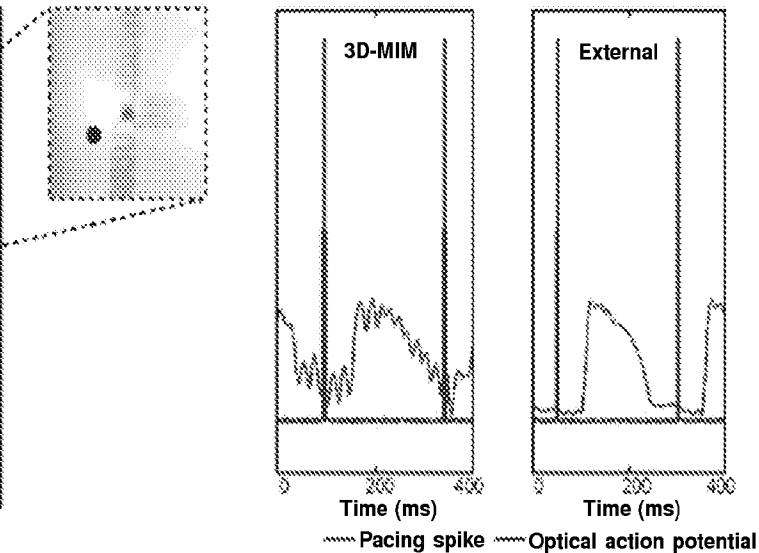 3D-MIM
External
0 200 400
0 200 400
Time (ms)
Time (ms)
Pacing spike Optical action potential